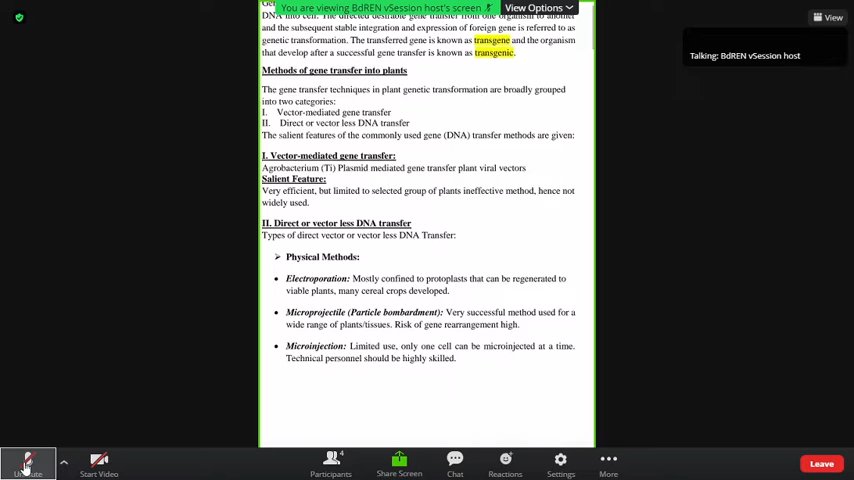 You are viewing BdREN vSession host's screen
View Options
View
Talking: BdREN vSession host
DNA into cell. The directed desirable gene transfer from one organism to another
and the subsequent stable integration and expression of foreign gene is referred to as
genetic transformation. The transferred gene is known as transgene and the organism
that develop after a successful gene transfer is known as transgenic.
Methods of gene transfer into plants
The gene transfer techniques in plant genetic transformation are broadly grouped
into two categories:
I. Vector-mediated gene transfer
II. Direct or vector less DNA transfer
The salient features of the commonly used gene (DNA) transfer methods are given:
I. Vector-mediated gene transfer:
Agrobacterium (Ti) Plasmid mediated gene transfer plant viral vectors
Salient Feature:
Very efficient, but limited to selected group of plants ineffective method, hence not
widely used.
II. Direct or vector less DNA transfer
Types of direct vector or vector less DNA Transfer:
➢ Physical Methods:
• Electroporation: Mostly confined to protoplasts that can be regenerated to
viable plants, many cereal crops developed.
• Microprojectile (Particle bombardment): Very successful method used for a
wide range of plants/tissues. Risk of gene rearrangement high.
• Microinjection: Limited use, only one cell can be microinjected at a time.
Technical personnel should be highly skilled.
Unmute
Start Video
4
Participants
Share Screen
Chat
Reactions
Settings
More
Leave